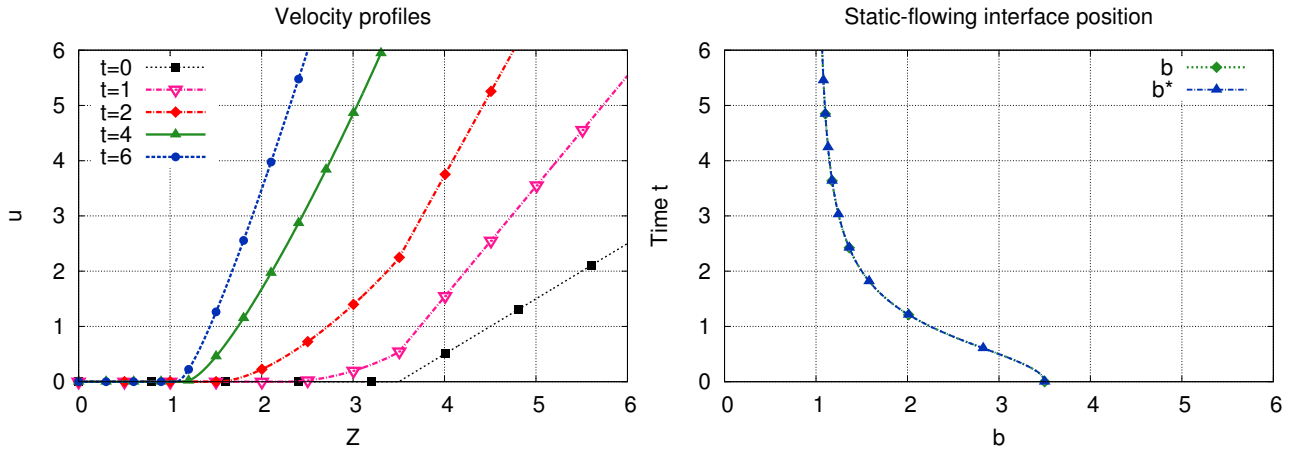 Velocity profiles
u
6
5
4
3
2
1
0
t=0
t=1
t=2
t=4
t=6
0 1 2 3 4 5 6
Z
Static-flowing interface position
Time t
6
5
4
3
2
1
0
b
b*
0 1 2 3 4 5 6
b